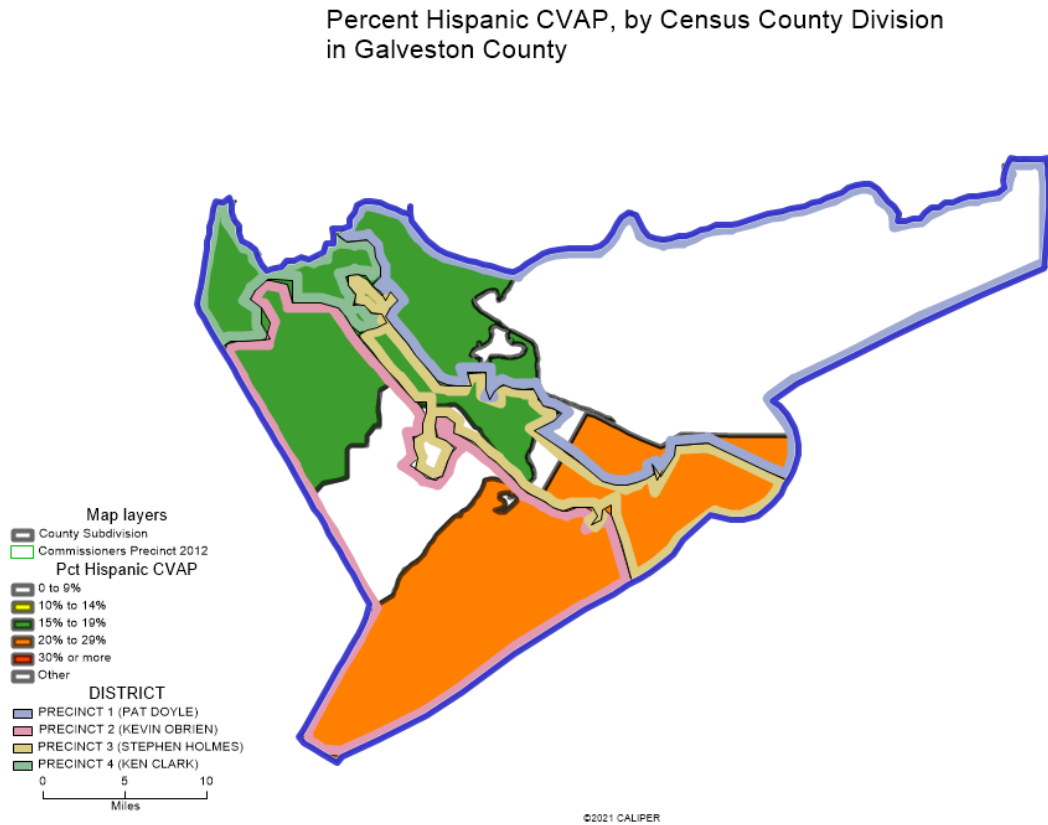 Percent Hispanic CVAP, by Census County Division
in Galveston County
Map layers
County Subdivision
Commissioners Precinct 2012
Pct Hispanic CVAP
0 to 9%
10% to 14%
15% to 19%
20% to 29%
30% or more
Other
DISTRICT
PRECINCT 1 (PAT DOYLE)
PRECINCT 2 (KEVIN OBRIEN)
PRECINCT 3 (STEPHEN HOLMES)
PRECINCT 4 (KEN CLARK)
0 5 10
Miles
©2021 CALIPER